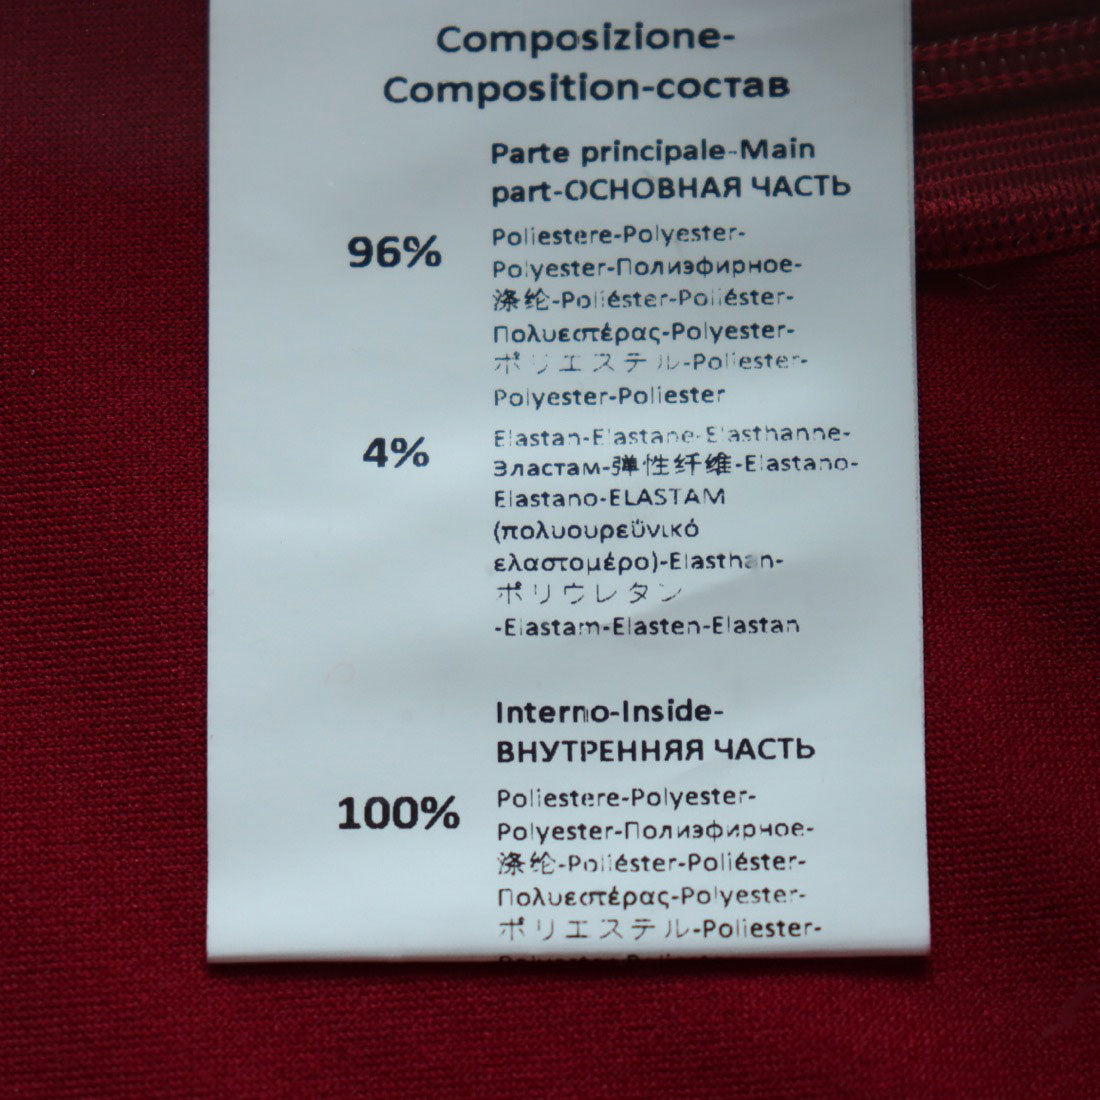 Composizione-
Composition-состав
Parte principale-Main
part-ОСНОВНАЯ ЧАСТЬ
96%
Poliestere-Polyester-
Polyester-Полиэфирное-
涤纶-Poliéster-Poliéster-
Πολυεστέρας-Polyester-
ポリエステル-Poliester-
Polyester-Poliester
4%
Elastan-Elastane-Elasthanne-
Эластам-弹性纤维-Elastano-
Elastano-ELASTAM
(πολυουρεϋνικό
ελαστομέρο)-Elasthan-
ポリウレタン
-Elastam-Elasten-Elastan
Interno-Inside-
ВНУТРЕННЯЯ ЧАСТЬ
100%
Poliestere-Polyester-
Polyester-Полиэфирное-
涤纶-Poliéster-Poliéster-
Πολυεστέρας-Polyester-
ポリエステル-Poliester-